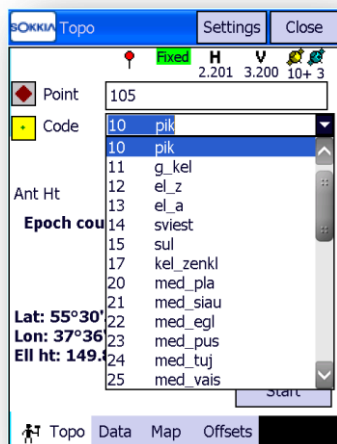 SOKKIA Topo Settings Close
Fixed H V
2.201 3.200 10+ 3
Point 105
Code 10 pik
10 pik
11 g_kel
12 el_z
13 el_a
14 sviest
15 sul
17 kel_zenkl
20 med_pla
21 med_siau
22 med_egl
23 med_pus
24 med_tuj
25 med_vais
Ant Ht
Epoch cou
Lat: 55°30'
Lon: 37°36'
Ell ht: 149.8
Start
Topo Data Map Offsets